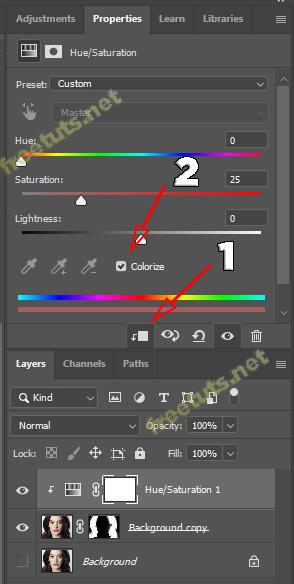 Adjustments Properties Learn Libraries
Hue/Saturation
Preset: Custom
Master
freetuts.net
Hue: 0
Saturation: 25
2
Lightness: 0
Colorize
1
Layers Channels Paths
freetuts.net
Kind
Normal Opacity: 100%
Lock: Fill: 100%
Hue/Saturation 1
Background copy
Background